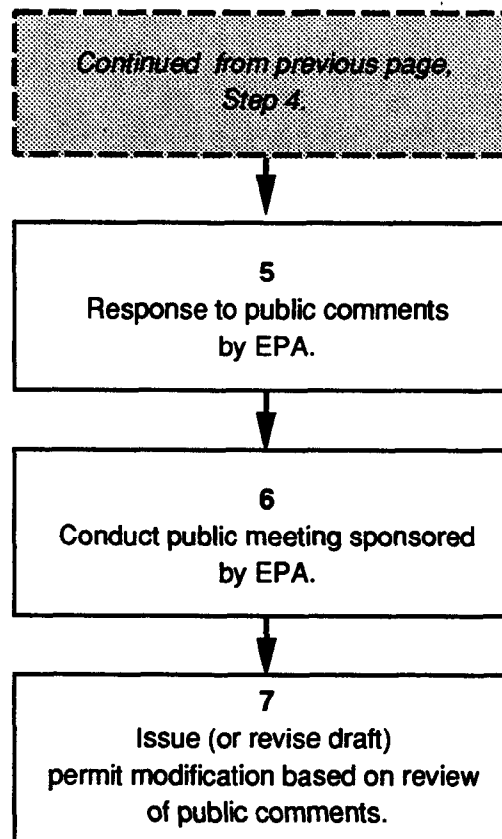 Continued from previous page,
Step 4.
5
Response to public comments
by EPA.
6
Conduct public meeting sponsored
by EPA.
7
Issue (or revise draft)
permit modification based on review
of public comments.